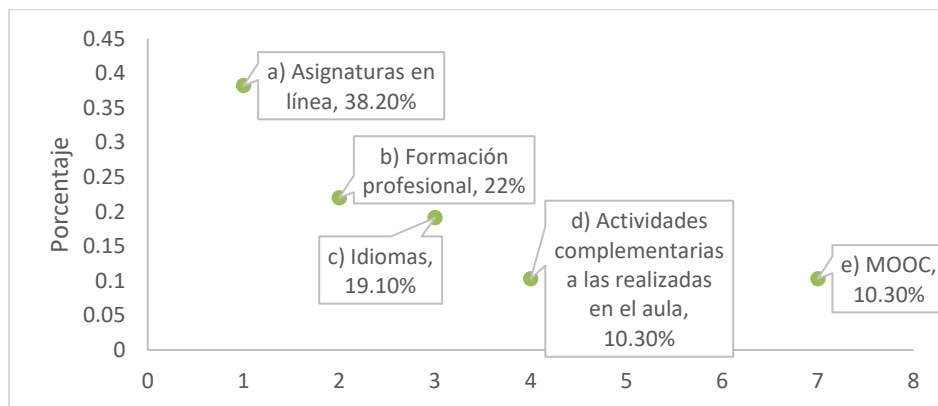 0.45
0.4
0.35
0.3
0.25
0.2
0.15
0.1
0.05
0
Porcentaje
a) Asignaturas en
línea, 38.20%
b) Formación
profesional, 22%
c) Idiomas,
19.10%
d) Actividades
complementarias
a las realizadas
en el aula,
10.30%
e) MOOC,
10.30%
0 1 2 3 4 5 6 7 8